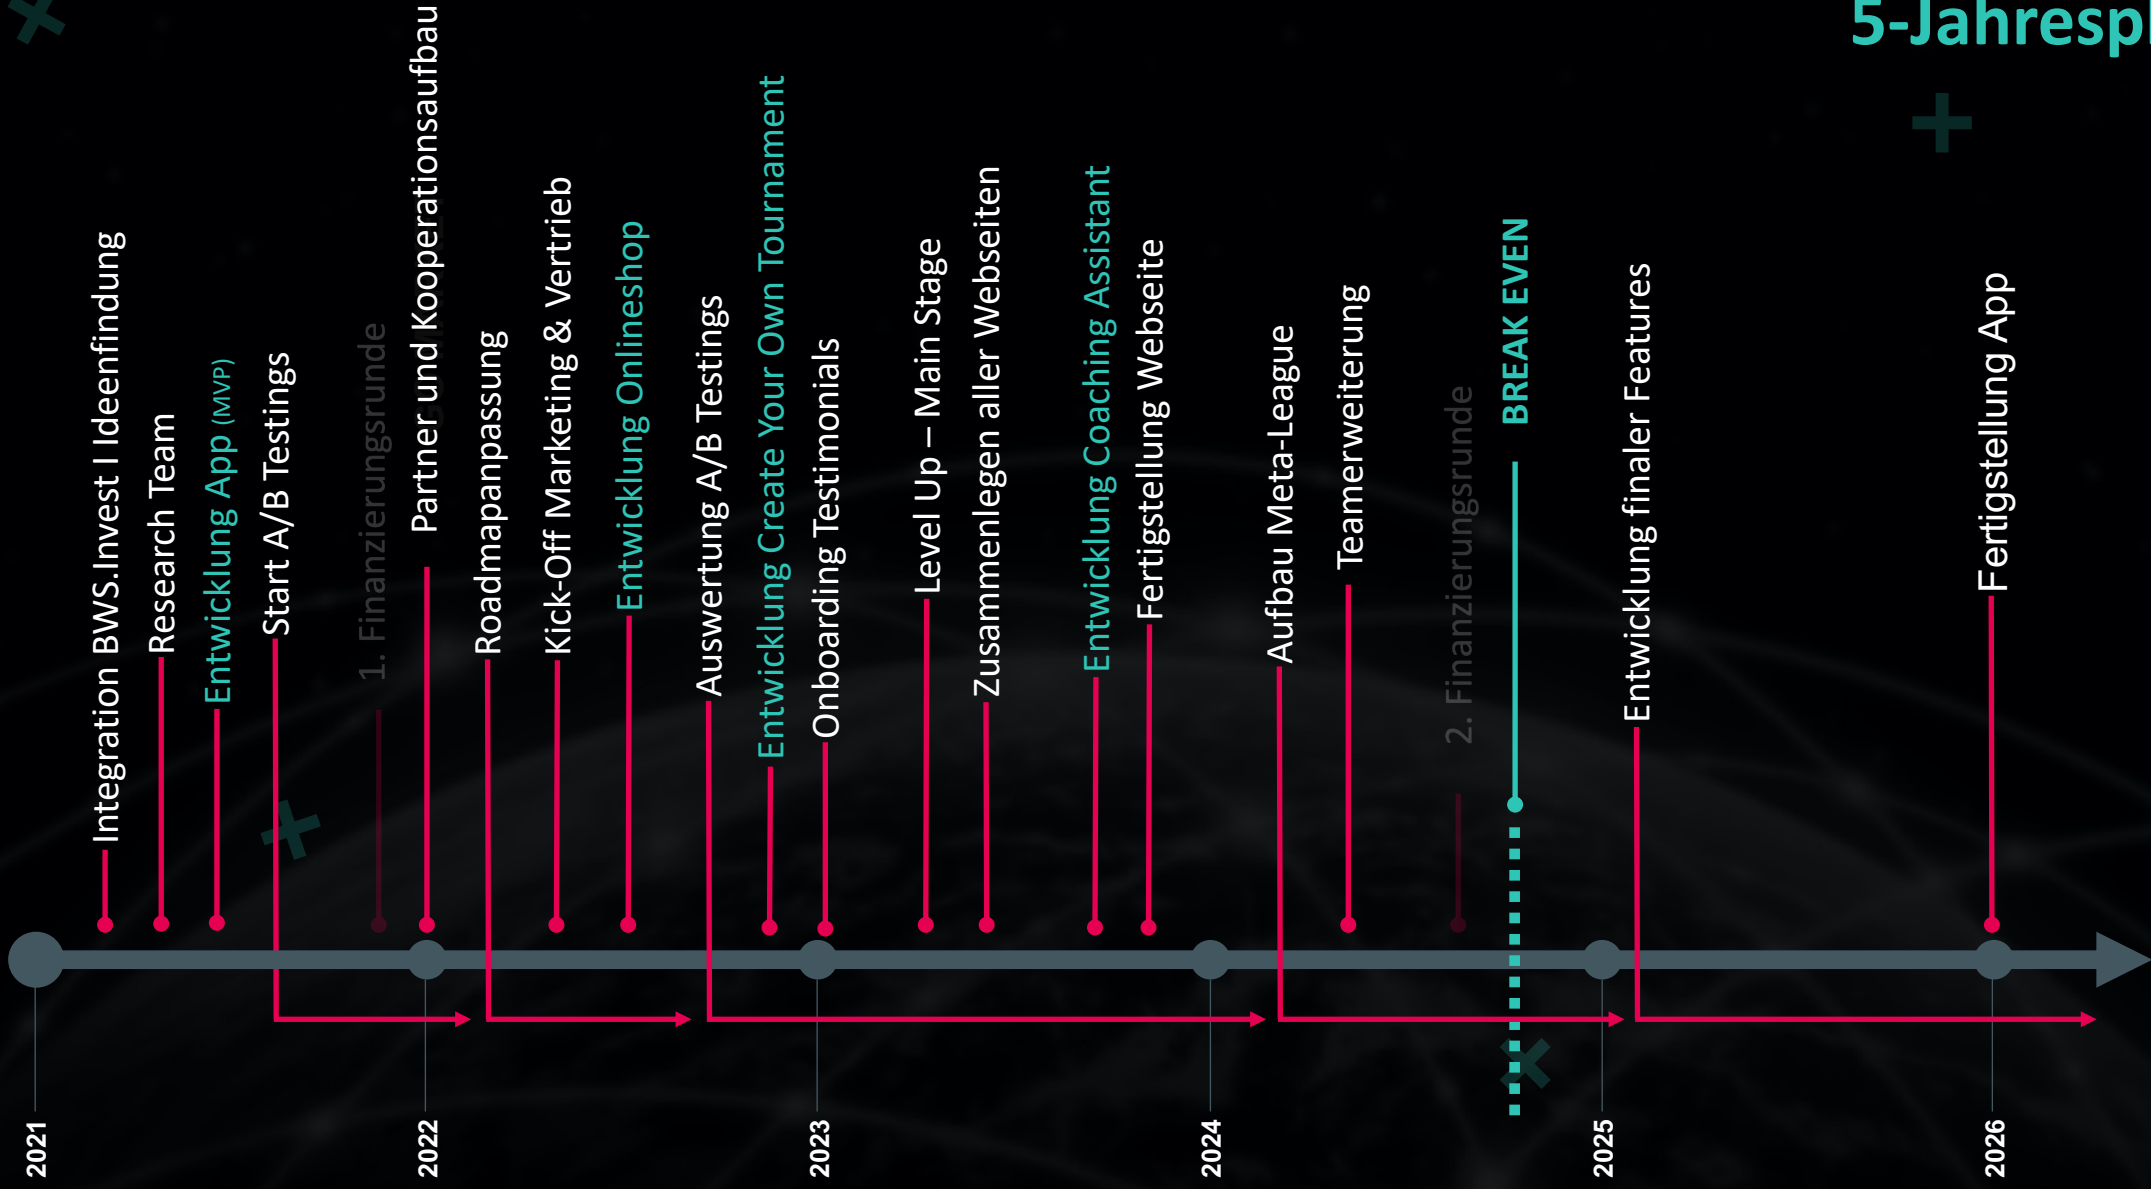 5-Jahrespl
Integration BWS.Invest I Ideenfindung
Research Team
Entwicklung App (MVP)
Start A/B Testings
1. Finanzierungsrunde
Partner und Kooperationsaufbau
Roadmapanpassung
Kick-Off Marketing & Vertrieb
Entwicklung Onlineshop
Auswertung A/B Testings
Entwicklung Create Your Own Tournament
Onboarding Testimonials
Level Up – Main Stage
Zusammenlegen aller Webseiten
Entwicklung Coaching Assistant
Fertigstellung Webseite
Aufbau Meta-League
Teamerweiterung
2. Finanzierungsrunde
BREAK EVEN
Entwicklung finaler Features
Fertigstellung App
2021
2022
2023
2024
2025
2026